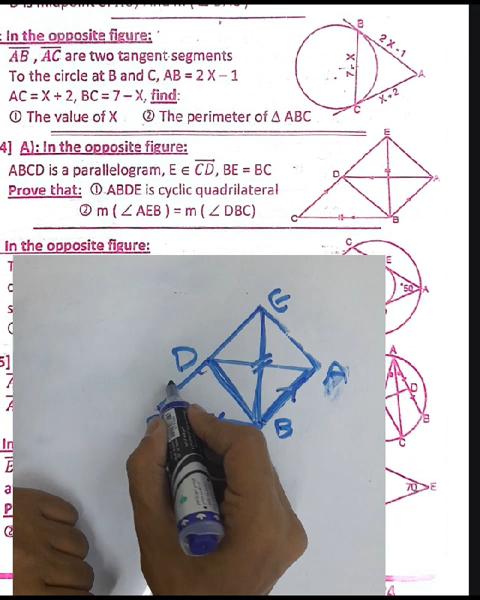 In the opposite figure:
AB , AC are two tangent segments
To the circle at B and C, AB = 2 X – 1
AC = X + 2, BC = 7 – X, find:
① The value of X ② The perimeter of Δ ABC
B
2 X - 1
7 - X
A
X + 2
C
4] A): In the opposite figure:
ABCD is a parallelogram, E ∈ CD, BE = BC
Prove that: ① ABDE is cyclic quadrilateral
② m ( ∠ AEB ) = m ( ∠ DBC )
E
D
A
C
B
In the opposite figure:
C
E
50°
A
5]
A
D
B
C
In
70
E
E
D
A
B